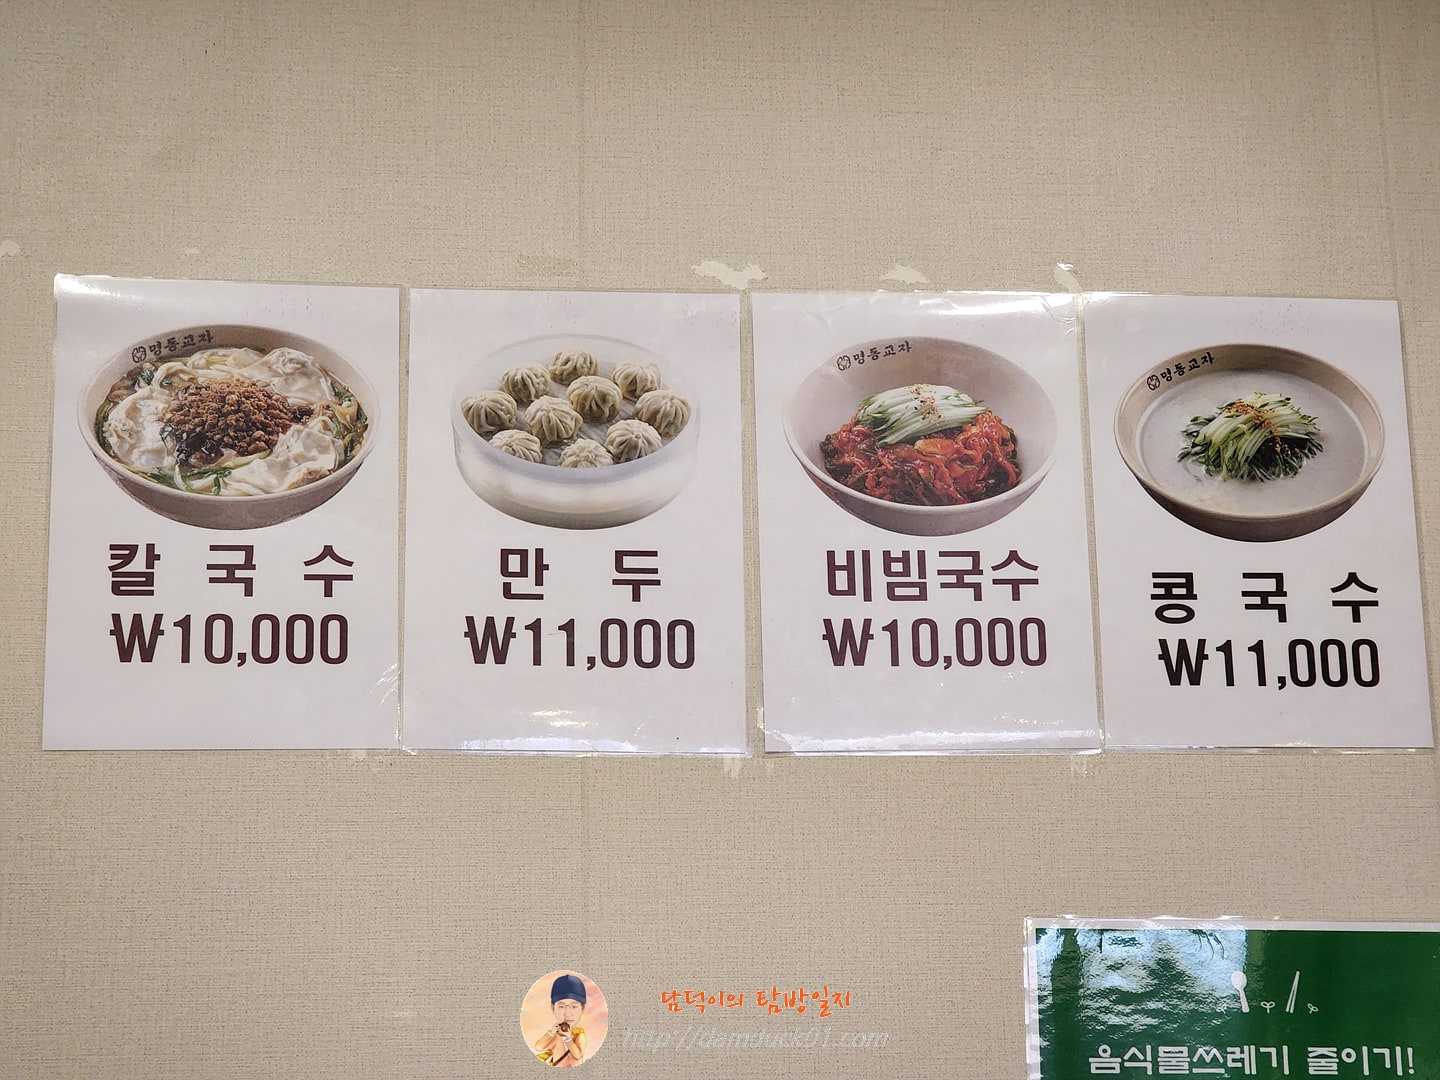 명동교자
칼국수
₩10,000
만두
₩11,000
명동교자
비빔국수
₩10,000
명동교자
콩국수
₩11,000
담덕이의 탐방일지
http://damduck01.com
음식물쓰레기 줄이기!